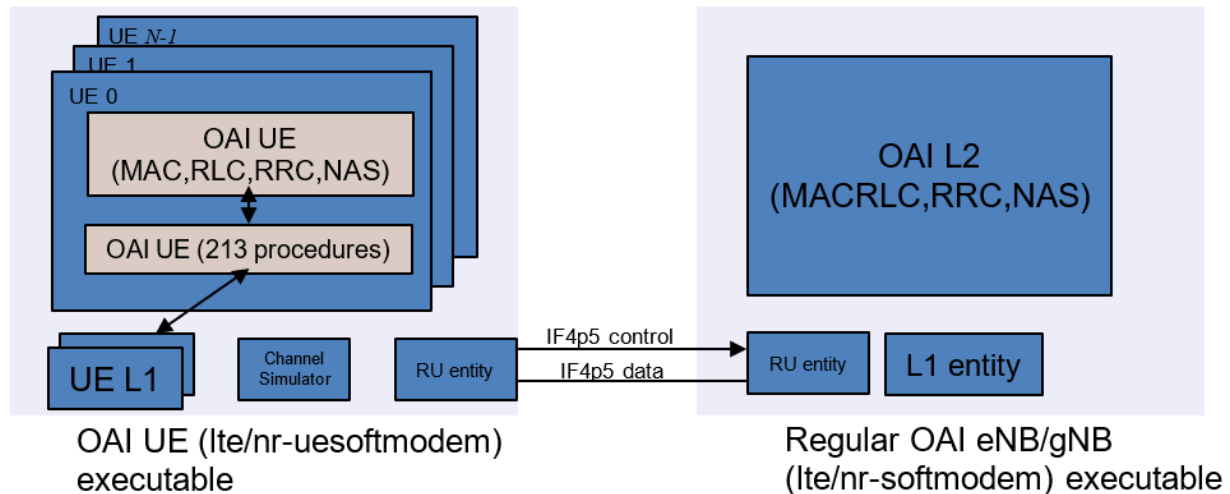 UE N-1
UE 1
UE 0
OAI UE
(MAC,RLC,RRC,NAS)
OAI UE (213 procedures)
UE L1
Channel
Simulator
RU entity
IF4p5 control
IF4p5 data
OAI L2
(MACRLC,RRC,NAS)
RU entity
L1 entity
OAI UE (lte/nr-uesoftmodem)
executable
Regular OAI eNB/gNB
(lte/nr-softmodem) executable